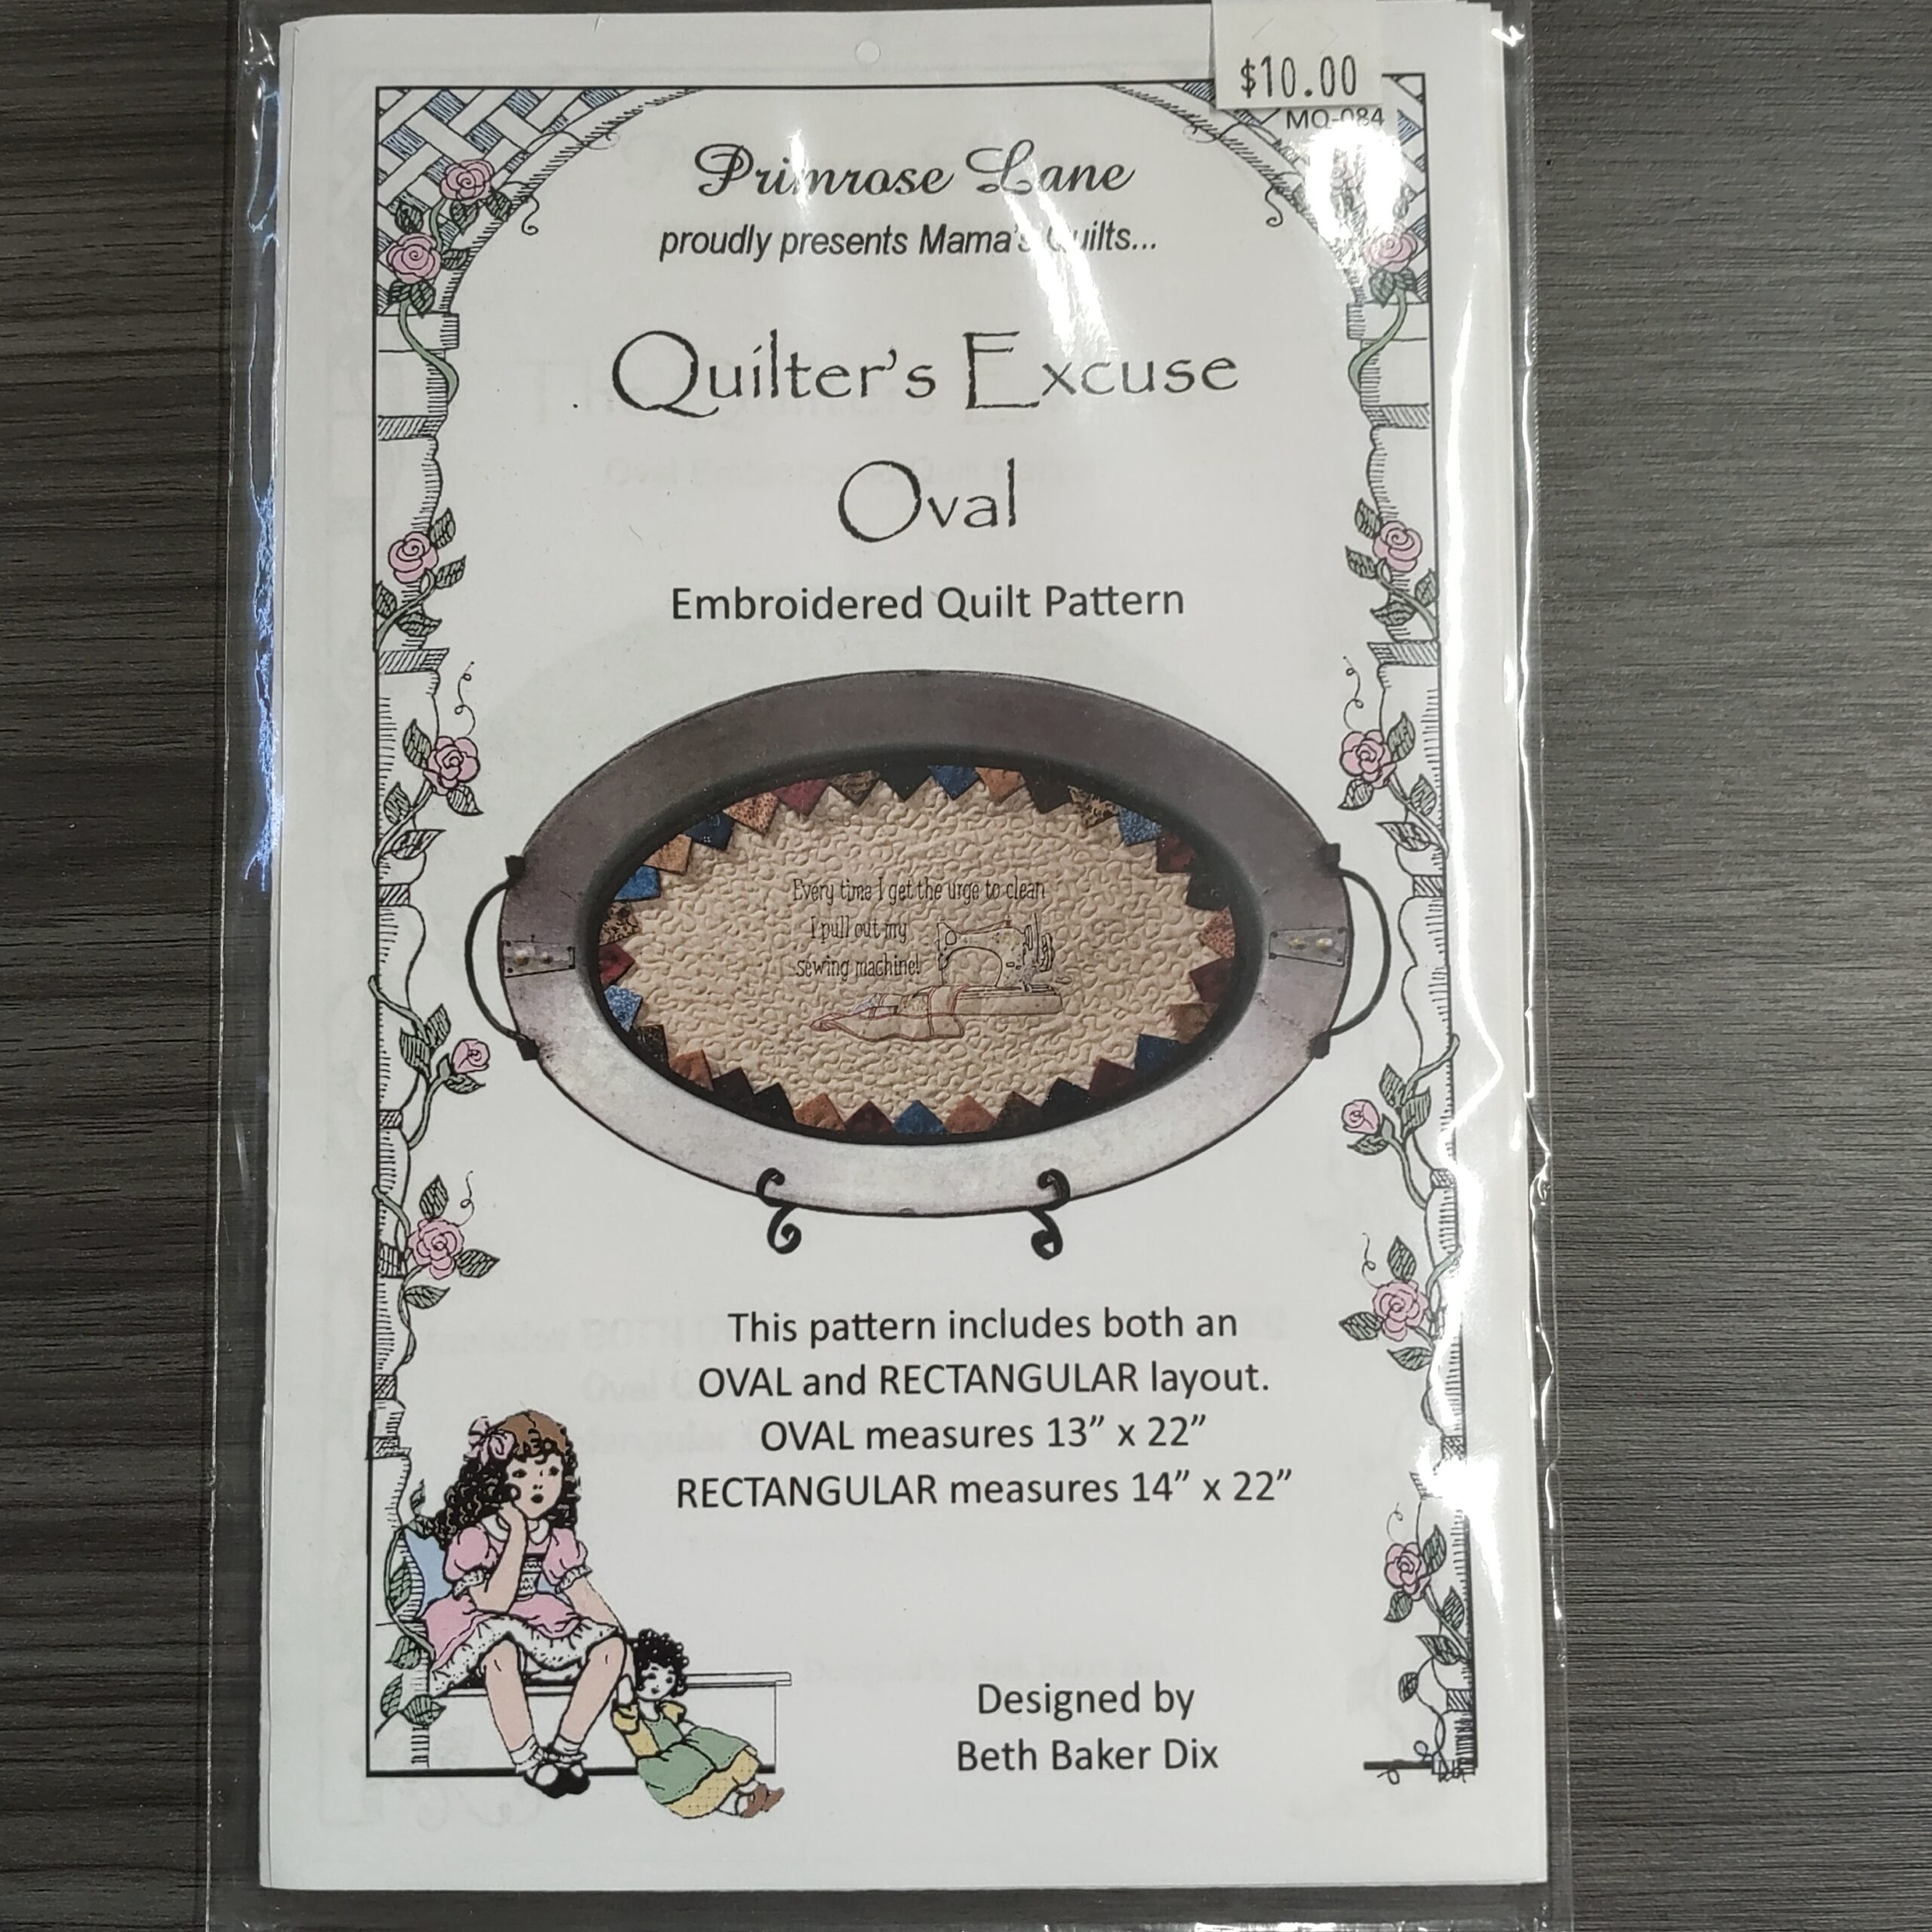 $10.00
MQ-084
Primrose Lane
proudly presents Mama's Quilts...
Quilter's Excuse
Oval
Embroidered Quilt Pattern
Every time I get the urge to clean
I pull out my
sewing machine!
This pattern includes both an
OVAL and RECTANGULAR layout.
OVAL measures 13” x 22”
RECTANGULAR measures 14” x 22”
Designed by
Beth Baker Dix